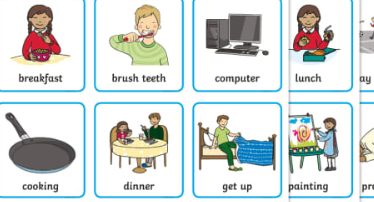 breakfast
brush teeth
computer
lunch
cooking
dinner
get up
painting